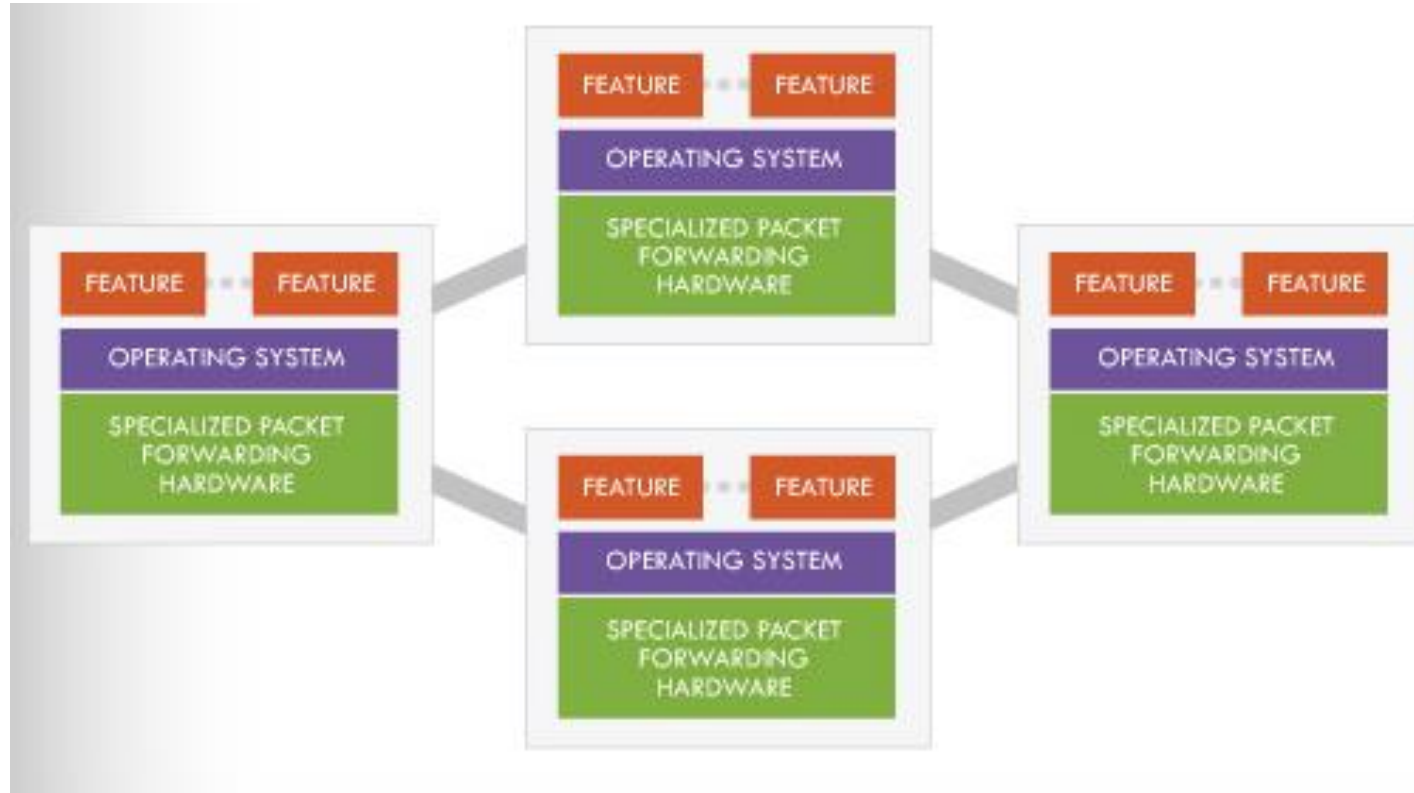 FEATURE FEATURE
OPERATING SYSTEM
SPECIALIZED PACKET
FORWARDING
HARDWARE
FEATURE FEATURE
OPERATING SYSTEM
SPECIALIZED PACKET
FORWARDING
HARDWARE
FEATURE FEATURE
OPERATING SYSTEM
SPECIALIZED PACKET
FORWARDING
HARDWARE
FEATURE FEATURE
OPERATING SYSTEM
SPECIALIZED PACKET
FORWARDING
HARDWARE